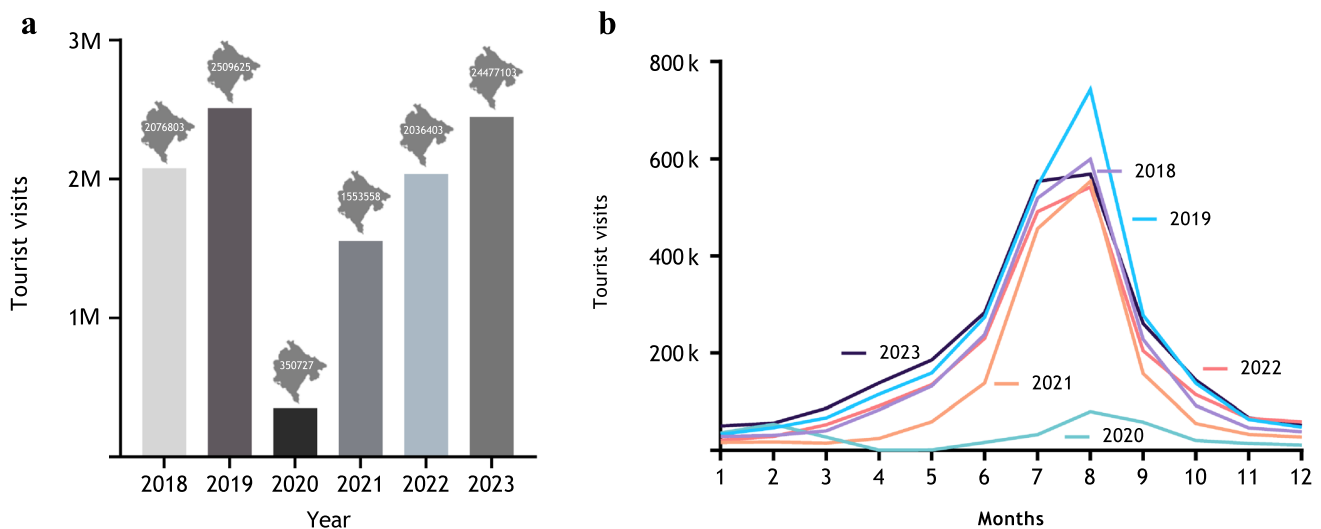 a
3M
2M
1M
Tourist visits
2076803
2509625
350727
1553558
2036403
24477103
2018 2019 2020 2021 2022 2023
Year
b
800 k
600 k
400 k
200 k
Tourist visits
2018
2019
2023
2022
2021
2020
1 2 3 4 5 6 7 8 9 10 11 12
Months